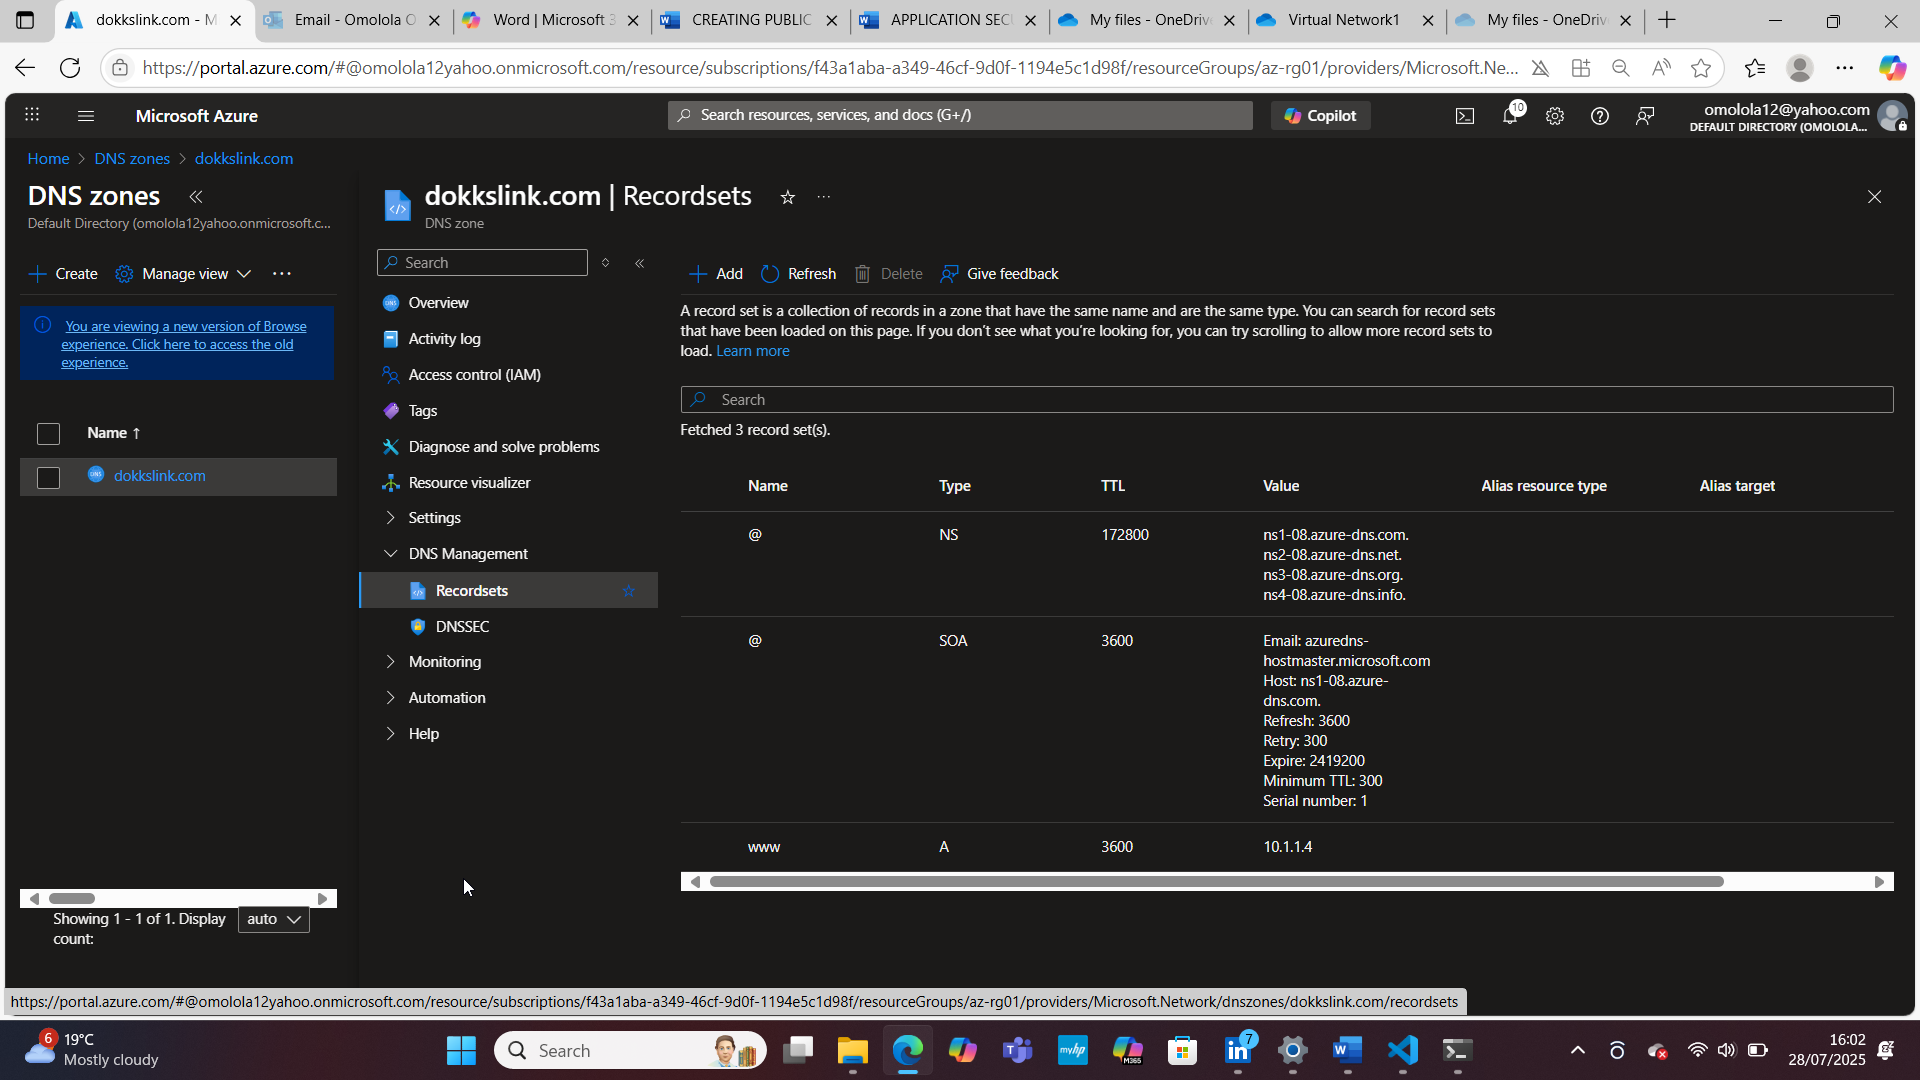 dokkslink.com - M
Email - Omolola O
Word | Microsoft 3
CREATING PUBLIC
APPLICATION SEC
My files - OneDriv
Virtual Network1
My files - OneDriv
https://portal.azure.com/#@omolola12yahoo.onmicrosoft.com/resource/subscriptions/f43a1aba-a349-46cf-9d0f-1194e5c1d98f/resourceGroups/az-rg01/providers/Microsoft.Ne...
Microsoft Azure
Search resources, services, and docs (G+/)
Copilot
10
omolola12@yahoo.com
DEFAULT DIRECTORY (OMOLOLA...
Home > DNS zones > dokkslink.com
DNS zones
Default Directory (omolola12yahoo.onmicrosoft.c...
Create
Manage view
You are viewing a new version of Browse
experience. Click here to access the old
experience.
Name ↑
dokkslink.com
Showing 1 - 1 of 1. Display
count:
auto
dokkslink.com | Recordsets
DNS zone
Search
Overview
Activity log
Access control (IAM)
Tags
Diagnose and solve problems
Resource visualizer
Settings
DNS Management
Recordsets
DNSSEC
Monitoring
Automation
Help
Add
Refresh
Delete
Give feedback
A record set is a collection of records in a zone that have the same name and are the same type. You can search for record sets
that have been loaded on this page. If you don't see what you're looking for, you can try scrolling to allow more record sets to
load. Learn more
Search
Fetched 3 record set(s).
Name Type TTL Value Alias resource type Alias target
@ NS 172800 ns1-08.azure-dns.com.
ns2-08.azure-dns.net.
ns3-08.azure-dns.org.
ns4-08.azure-dns.info.
@ SOA 3600 Email: azuredns-
hostmaster.microsoft.com
Host: ns1-08.azure-
dns.com.
Refresh: 3600
Retry: 300
Expire: 2419200
Minimum TTL: 300
Serial number: 1
www A 3600 10.1.1.4
https://portal.azure.com/#@omolola12yahoo.onmicrosoft.com/resource/subscriptions/f43a1aba-a349-46cf-9d0f-1194e5c1d98f/resourceGroups/az-rg01/providers/Microsoft.Network/dnszones/dokkslink.com/recordsets
6
19°C
Mostly cloudy
Search
myhp
M365
7
16:02
28/07/2025